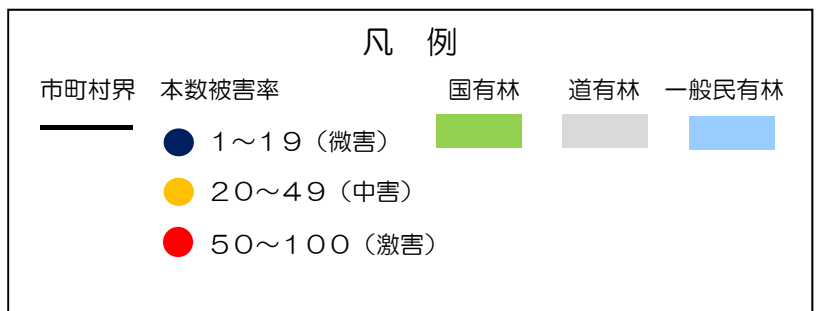 凡　例
市町村界　本数被害率　国有林　道有林　一般民有林
１～１９（微害）
２０～４９（中害）
５０～１００（激害）